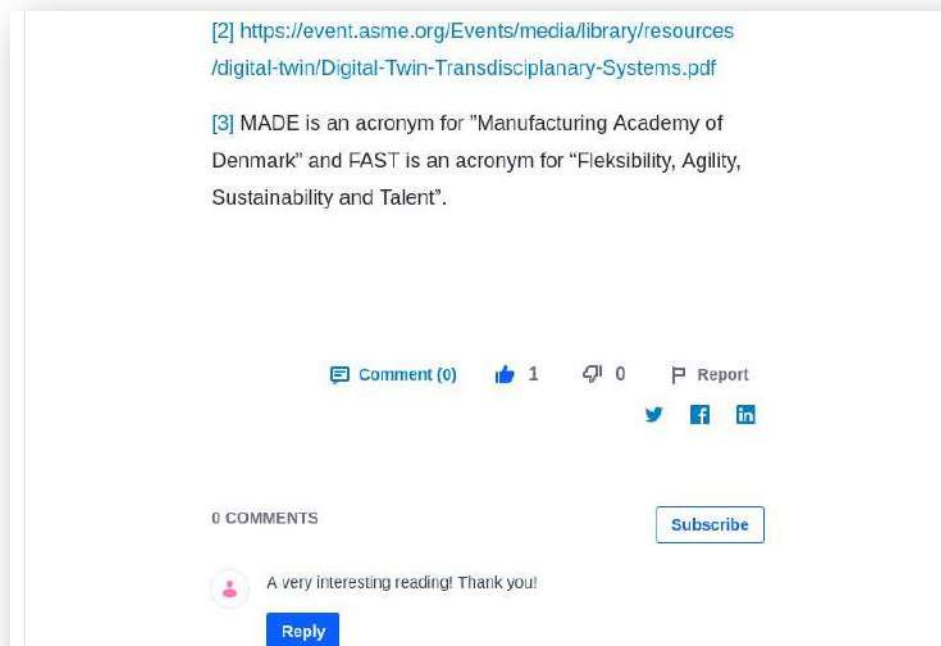 [2] https://event.asme.org/Events/media/library/resources
/digital-twin/Digital-Twin-Transdisciplanary-Systems.pdf
[3] MADE is an acronym for ”Manufacturing Academy of
Denmark” and FAST is an acronym for “Fleksibility, Agility,
Sustainability and Talent”.
Comment (0) 1 0 Report
0 COMMENTS Subscribe
A very interesting reading! Thank you!
Reply